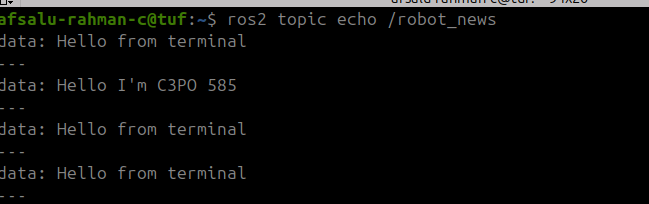 afsalu-rahman-c@tuf:~$ ros2 topic echo /robot_news
data: Hello from terminal
---
data: Hello I'm C3PO 585
---
data: Hello from terminal
---
data: Hello from terminal
---